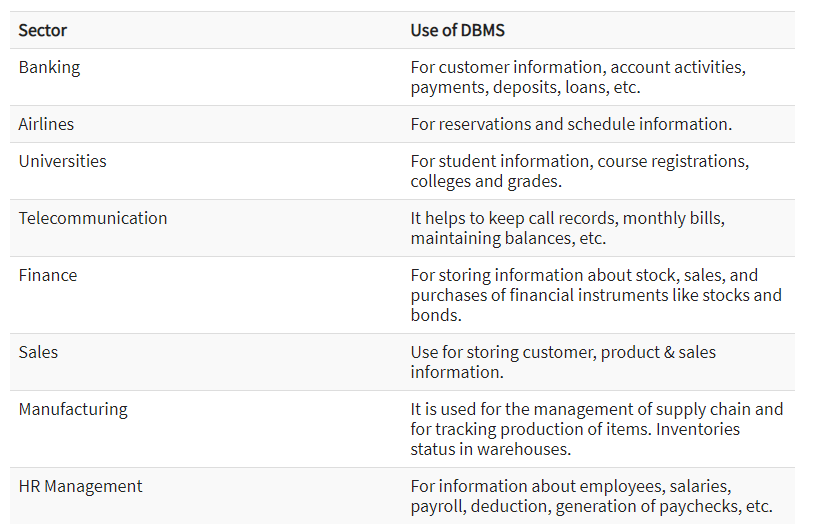 Sector Use of DBMS
Banking For customer information, account activities,
payments, deposits, loans, etc.
Airlines For reservations and schedule information.
Universities For student information, course registrations,
colleges and grades.
Telecommunication It helps to keep call records, monthly bills,
maintaining balances, etc.
Finance For storing information about stock, sales, and
purchases of financial instruments like stocks and
bonds.
Sales Use for storing customer, product & sales
information.
Manufacturing It is used for the management of supply chain and
for tracking production of items. Inventories
status in warehouses.
HR Management For information about employees, salaries,
payroll, deduction, generation of paychecks, etc.